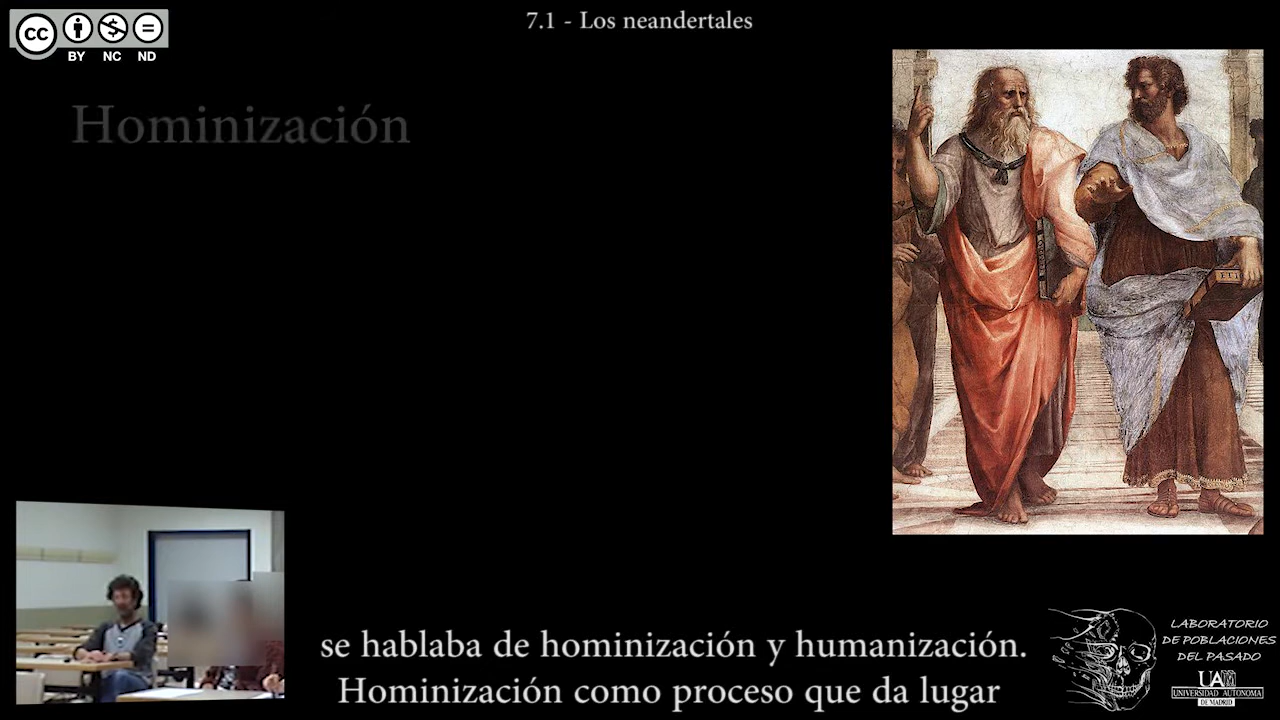 7.1 - Los neandertales
cc
BY NC ND
Hominización
se hablaba de hominización y humanización.
Hominización como proceso que da lugar
LABORATORIO
DE POBLACIONES
DEL PASADO
UAM
UNIVERSIDAD AUTONOMA
DE MADRID